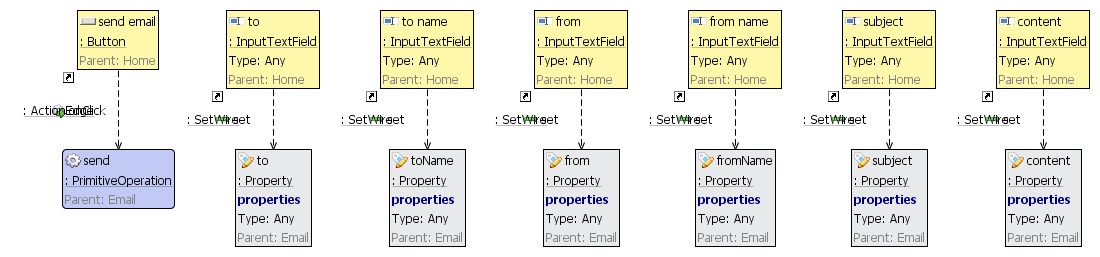 send email
: Button
Parent: Home
to
: InputTextField
Type: Any
Parent: Home
to name
: InputTextField
Type: Any
Parent: Home
from
: InputTextField
Type: Any
Parent: Home
from name
: InputTextField
Type: Any
Parent: Home
subject
: InputTextField
Type: Any
Parent: Home
content
: InputTextField
Type: Any
Parent: Home
send
: PrimitiveOperation
Parent: Email
to
: Property
properties
Type: Any
Parent: Email
toName
: Property
properties
Type: Any
Parent: Email
from
: Property
properties
Type: Any
Parent: Email
fromName
: Property
properties
Type: Any
Parent: Email
subject
: Property
properties
Type: Any
Parent: Email
content
: Property
properties
Type: Any
Parent: Email